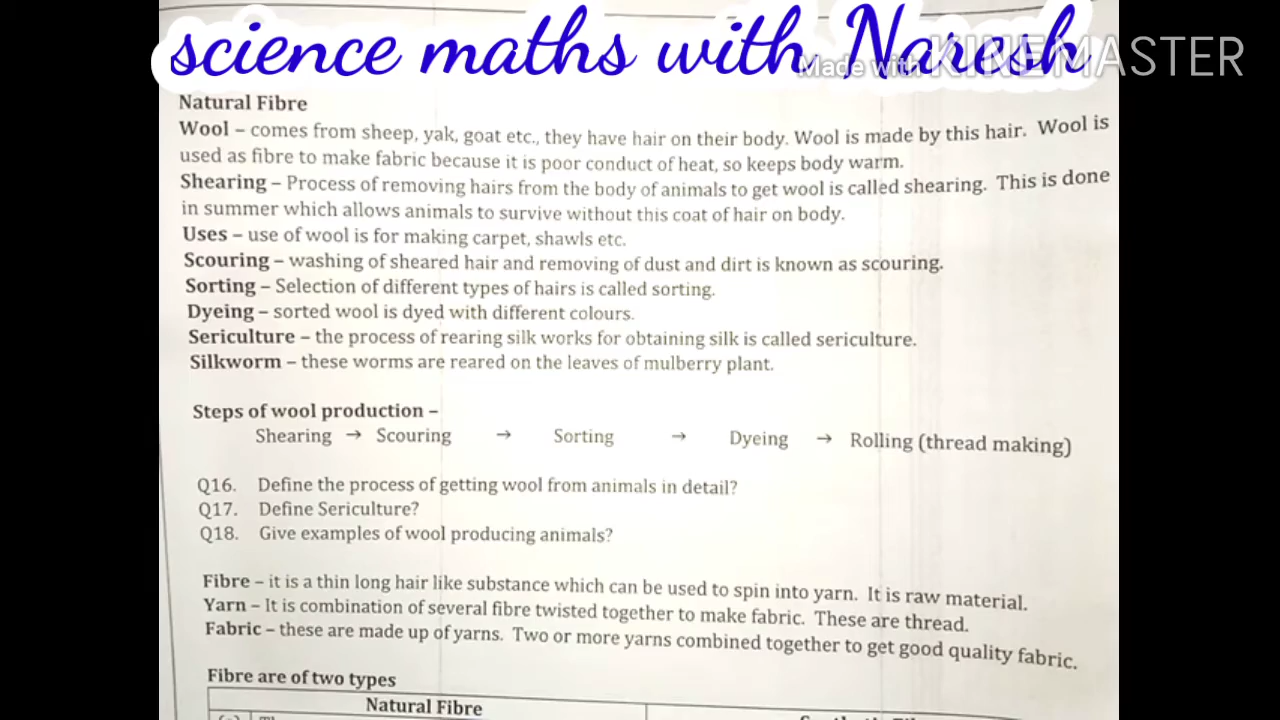 science maths with Naresh
Made with KINEMASTER
Natural Fibre
Wool – comes from sheep, yak, goat etc., they have hair on their body. Wool is made by this hair. Wool is
used as fibre to make fabric because it is poor conduct of heat, so keeps body warm.
Shearing – Process of removing hairs from the body of animals to get wool is called shearing. This is done
in summer which allows animals to survive without this coat of hair on body.
Uses – use of wool is for making carpet, shawls etc.
Scouring – washing of sheared hair and removing of dust and dirt is known as scouring.
Sorting – Selection of different types of hairs is called sorting.
Dyeing – sorted wool is dyed with different colours.
Sericulture – the process of rearing silk works for obtaining silk is called sericulture.
Silkworm – these worms are reared on the leaves of mulberry plant.
Steps of wool production –
Shearing → Scouring → Sorting → Dyeing → Rolling (thread making)
Q16. Define the process of getting wool from animals in detail?
Q17. Define Sericulture?
Q18. Give examples of wool producing animals?
Fibre – it is a thin long hair like substance which can be used to spin into yarn. It is raw material.
Yarn – It is combination of several fibre twisted together to make fabric. These are thread.
Fabric – these are made up of yarns. Two or more yarns combined together to get good quality fabric.
Fibre are of two types
Natural Fibre